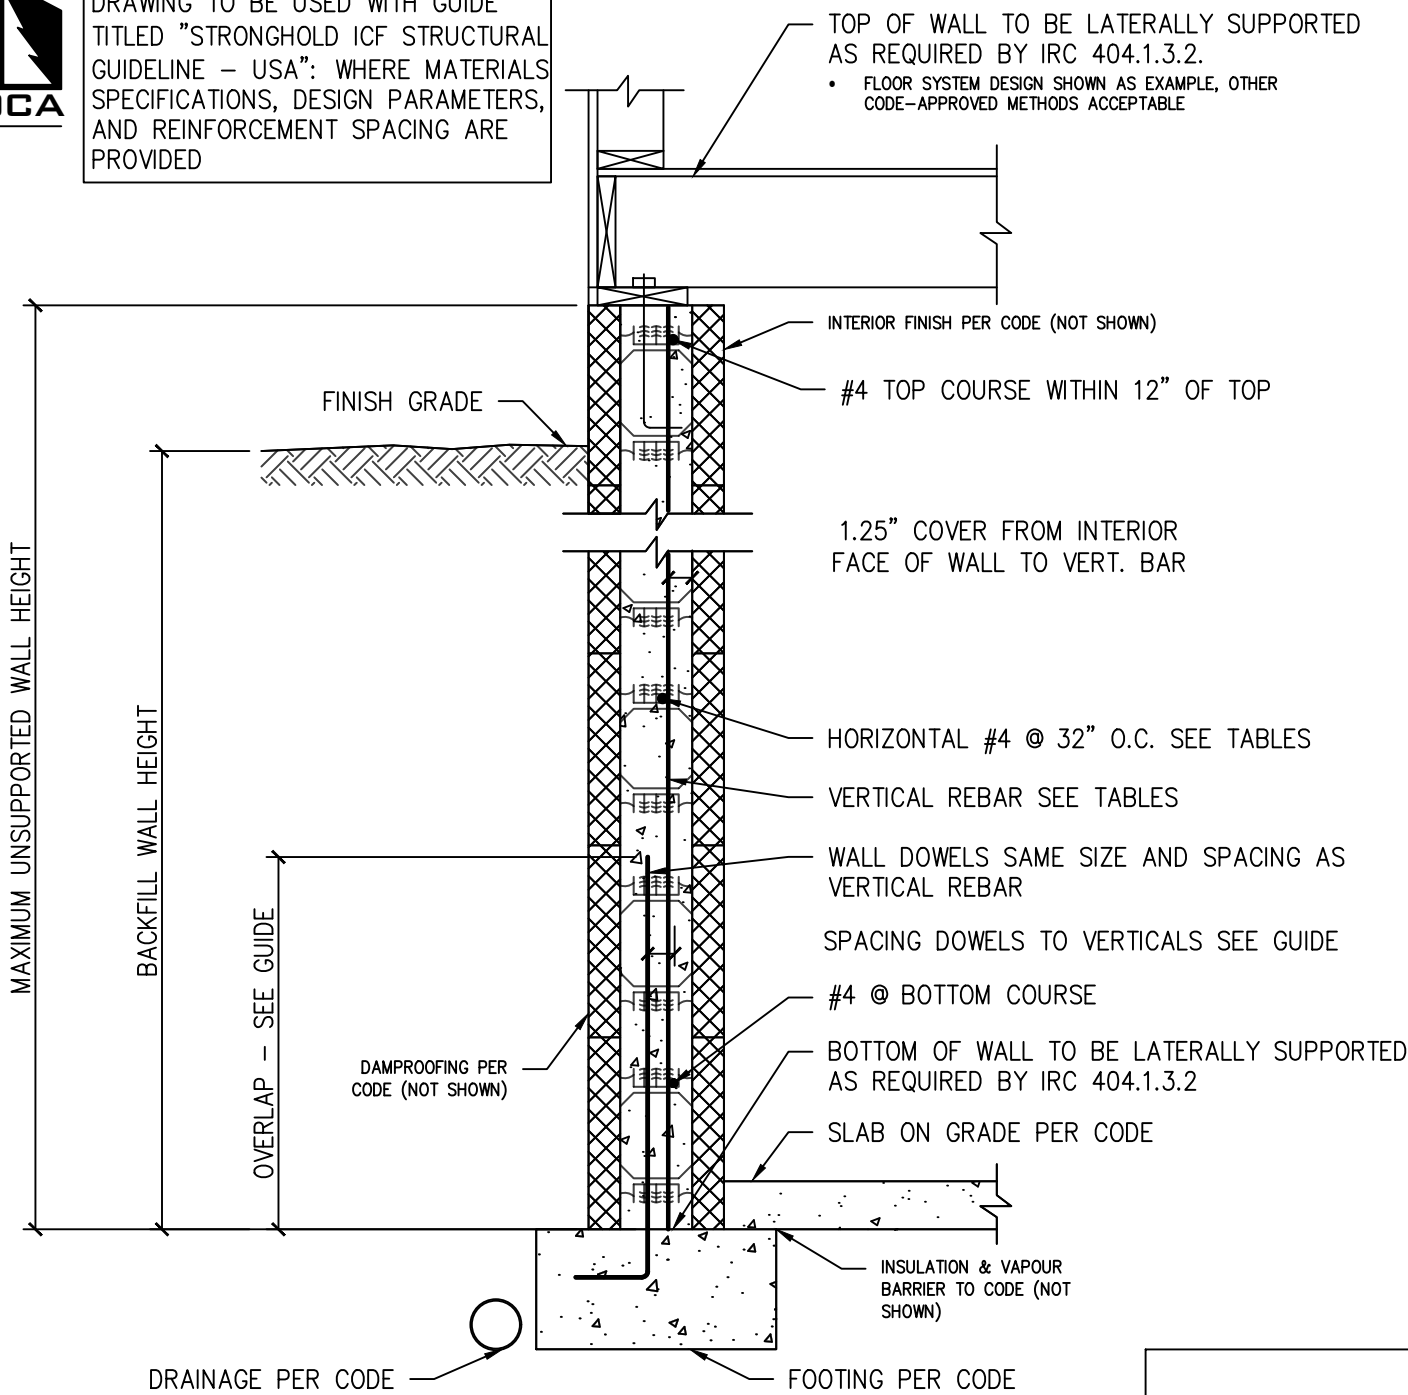 DRAWING TO BE USED WITH GUIDE
TITLED "STRONGHOLD ICF STRUCTURAL
GUIDELINE – USA": WHERE MATERIALS
SPECIFICATIONS, DESIGN PARAMETERS,
AND REINFORCEMENT SPACING ARE
PROVIDED
TOP OF WALL TO BE LATERALLY SUPPORTED
AS REQUIRED BY IRC 404.1.3.2.
• FLOOR SYSTEM DESIGN SHOWN AS EXAMPLE, OTHER
CODE–APPROVED METHODS ACCEPTABLE
INTERIOR FINISH PER CODE (NOT SHOWN)
#4 TOP COURSE WITHIN 12" OF TOP
FINISH GRADE
1.25" COVER FROM INTERIOR
FACE OF WALL TO VERT. BAR
MAXIMUM UNSUPPORTED WALL HEIGHT
BACKFILL WALL HEIGHT
OVERLAP – SEE GUIDE
HORIZONTAL #4 @ 32" O.C. SEE TABLES
VERTICAL REBAR SEE TABLES
WALL DOWELS SAME SIZE AND SPACING AS
VERTICAL REBAR
SPACING DOWELS TO VERTICALS SEE GUIDE
#4 @ BOTTOM COURSE
DAMPROOFING PER
CODE (NOT SHOWN)
BOTTOM OF WALL TO BE LATERALLY SUPPORTED
AS REQUIRED BY IRC 404.1.3.2
SLAB ON GRADE PER CODE
INSULATION & VAPOUR
BARRIER TO CODE (NOT
SHOWN)
DRAINAGE PER CODE
FOOTING PER CODE